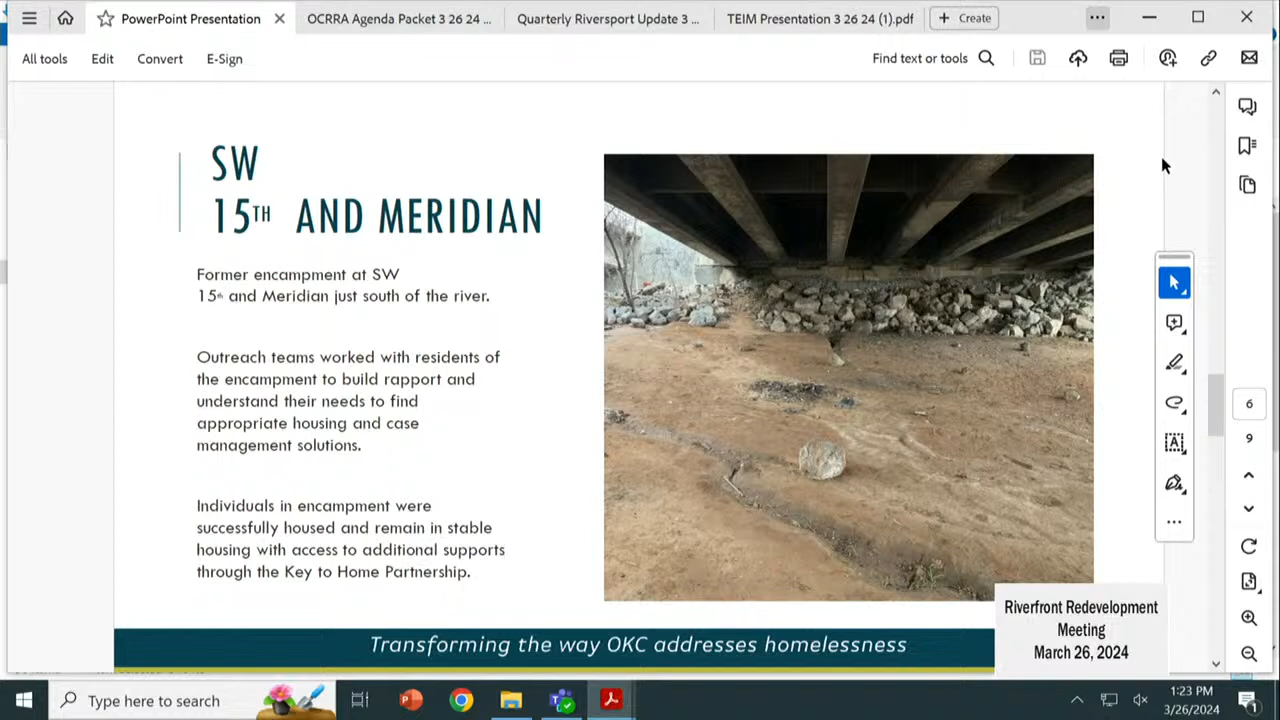 PowerPoint Presentation
OCRRA Agenda Packet 3 26 24 ...
Quarterly Riversport Update 3 ...
TEIM Presentation 3 26 24 (1).pdf
+ Create
All tools
Edit
Convert
E-Sign
Find text or tools
SW
15TH AND MERIDIAN
Former encampment at SW
15th and Meridian just south of the river.
Outreach teams worked with residents of
the encampment to build rapport and
understand their needs to find
appropriate housing and case
management solutions.
Individuals in encampment were
successfully housed and remain in stable
housing with access to additional supports
through the Key to Home Partnership.
Transforming the way OKC addresses homelessness
Riverfront Redevelopment
Meeting
March 26, 2024
6
9
Type here to search
1:23 PM
3/26/2024
1